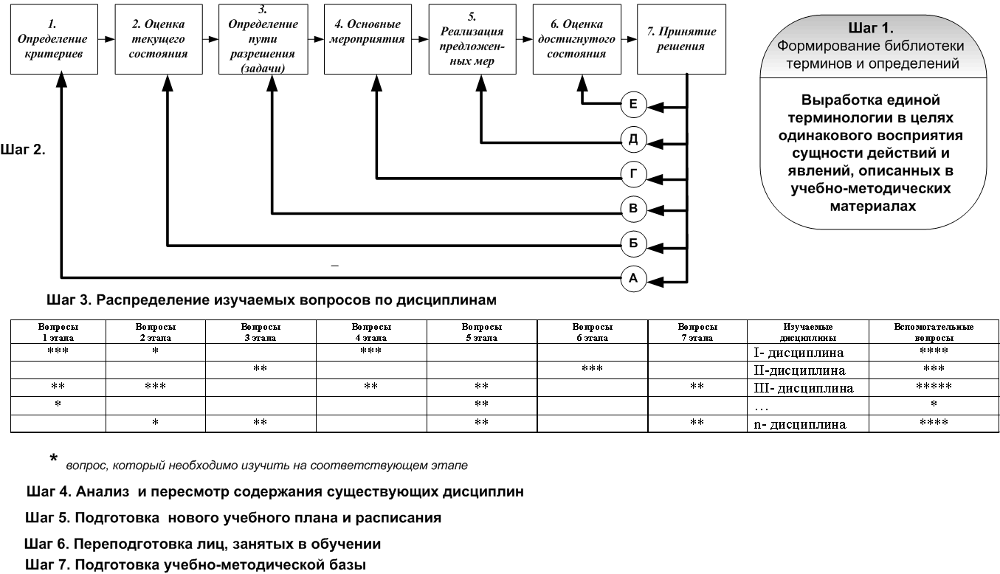 1.
Определение
критериев
2. Оценка
текущего
состояния
3.
Определение
пути
разрешения
(задачи)
4. Основные
мероприятия
5.
Реализация
предложен-
ных мер
6. Оценка
достигнутого
состояния
7. Принятие
решения
Шаг 1.
Формирование библиотеки
терминов и определений
Выработка единой
терминологии в целях
одинакового восприятия
сущности действий и
явлений, описанных в
учебно-методических
материалах
Е
Д
Шаг 2.
Г
В
Б
–
А
Шаг 3. Распределение изучаемых вопросов по дисциплинам
Вопросы
1 этапа
Вопросы
2 этапа
Вопросы
3 этапа
Вопросы
4 этапа
Вопросы
5 этапа
Вопросы
6 этапа
Вопросы
7 этапа
Изучаемые
дисциплины
Вспомогательные
вопросы
*** * *** I- дисциплина ****
** *** II-дисциплина ***
** *** ** ** ** III- дисциплина *****
* ** … *
* ** ** ** n- дисциплина ****
* вопрос, который необходимо изучить на соответствующем этапе
Шаг 4. Анализ и пересмотр содержания существующих дисциплин
Шаг 5. Подготовка нового учебного плана и расписания
Шаг 6. Переподготовка лиц, занятых в обучении
Шаг 7. Подготовка учебно-методической базы